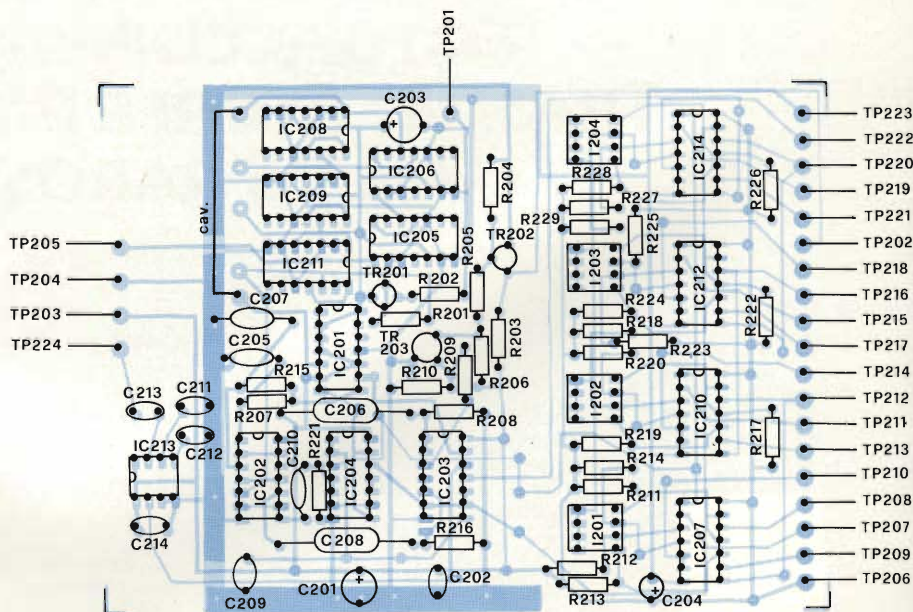 TP201
C203
IC208
IC206
R204
IC209
IC205
R205
TR202
IC211
cav.
TR201
R202
R201
C207
IC201
TR
203
R203
R209
R206
C205
R215
R210
R207
C206
R208
TP205
TP204
TP203
TP224
C213
C211
C212
IC213
C214
IC202
C210
R221
IC204
IC203
C208
R216
C209
C201
C202
I204
IC214
R228
R227
R229
R225
R226
I203
IC212
R224
R218
R223
R220
R222
I202
IC210
R219
R214
R211
R217
I201
IC207
R212
R213
C204
TP223
TP222
TP220
TP219
TP221
TP202
TP218
TP216
TP215
TP217
TP214
TP212
TP211
TP213
TP210
TP208
TP207
TP209
TP206
+
+
+